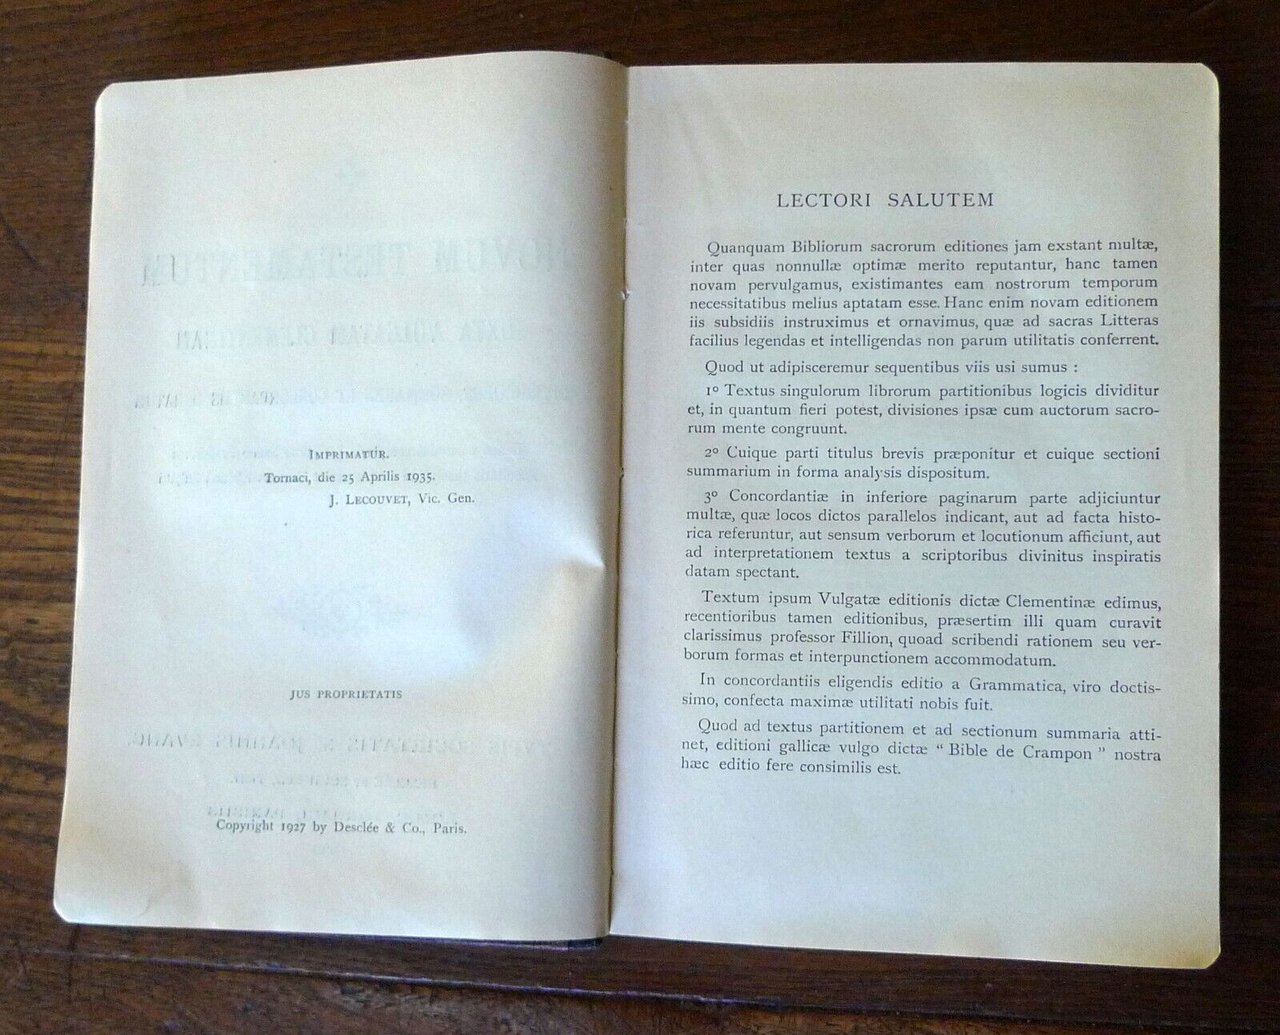 IMPRIMATUR.
Tornaci, die 25 Aprilis 1935.
J. LECOUVET, Vic. Gen.
JUS PROPRIETATIS
Copyright 1927 by Desclée & Co., Paris.
LECTORI SALUTEM
Quanquam Bibliorum sacrorum editiones jam exstant multæ,
inter quas nonnullæ optimæ merito reputantur, hanc tamen
novam pervulgamus, existimantes eam nostrorum temporum
necessitatibus melius aptatam esse. Hanc enim novam editionem
iis subsidiis instruximus et ornavimus, quæ ad sacras Litteras
facilius legendas et intelligendas non parum utilitatis conferrent.
Quod ut adipisceremur sequentibus viis usi sumus :
1º Textus singulorum librorum partitionibus logicis dividitur
et, in quantum fieri potest, divisiones ipsæ cum auctorum sacro-
rum mente congruunt.
2º Cuique parti titulus brevis præponitur et cuique sectioni
summarium in forma analysis dispositum.
3º Concordantiæ in inferiore paginarum parte adjiciuntur
multæ, quæ locos dictos parallelos indicant, aut ad facta histo-
rica referuntur, aut sensum verborum et locutionum afficiunt, aut
ad interpretationem textus a scriptoribus divinitus inspiratis
datam spectant.
Textum ipsum Vulgatæ editionis dictæ Clementinæ edimus,
recentioribus tamen editionibus, præsertim illi quam curavit
clarissimus professor Fillion, quoad scribendi rationem seu ver-
borum formas et interpunctionem accommodatum.
In concordantiis eligendis editio a Grammatica, viro doctis-
simo, confecta maximæ utilitati nobis fuit.
Quod ad textus partitionem et ad sectionum summaria atti-
net, editioni gallicæ vulgo dictæ “ Bible de Crampon ” nostra
hæc editio fere consimilis est.